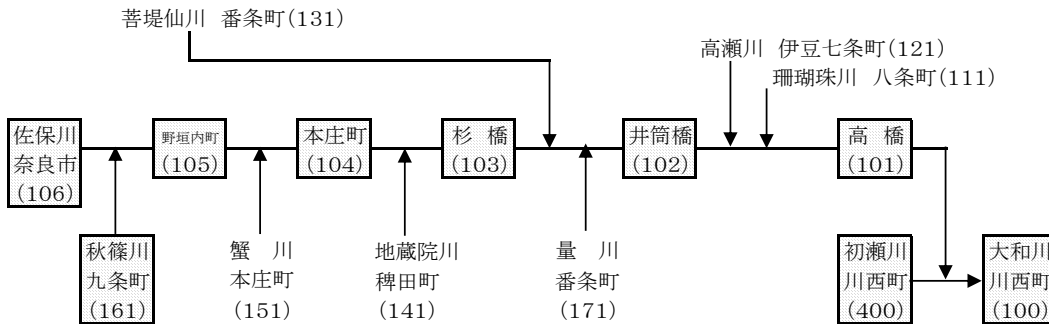 菩堤仙川 番条町(131)
高瀬川 伊豆七条町(121)
珊瑚珠川 八条町(111)
佐保川
奈良市
(106)
野垣内町
(105)
本庄町
(104)
杉 橋
(103)
井筒橋
(102)
高 橋
(101)
秋篠川
九条町
(161)
蟹 川
本庄町
(151)
地蔵院川
稗田町
(141)
量 川
番条町
(171)
初瀬川
川西町
(400)
大和川
川西町
(100)